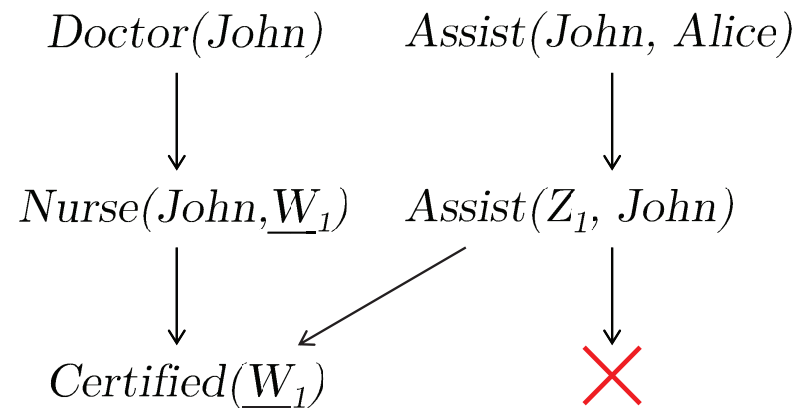 Doctor(John) Assist(John, Alice)
Nurse(John,W₁) Assist(Z₁, John)
Certified(W₁)